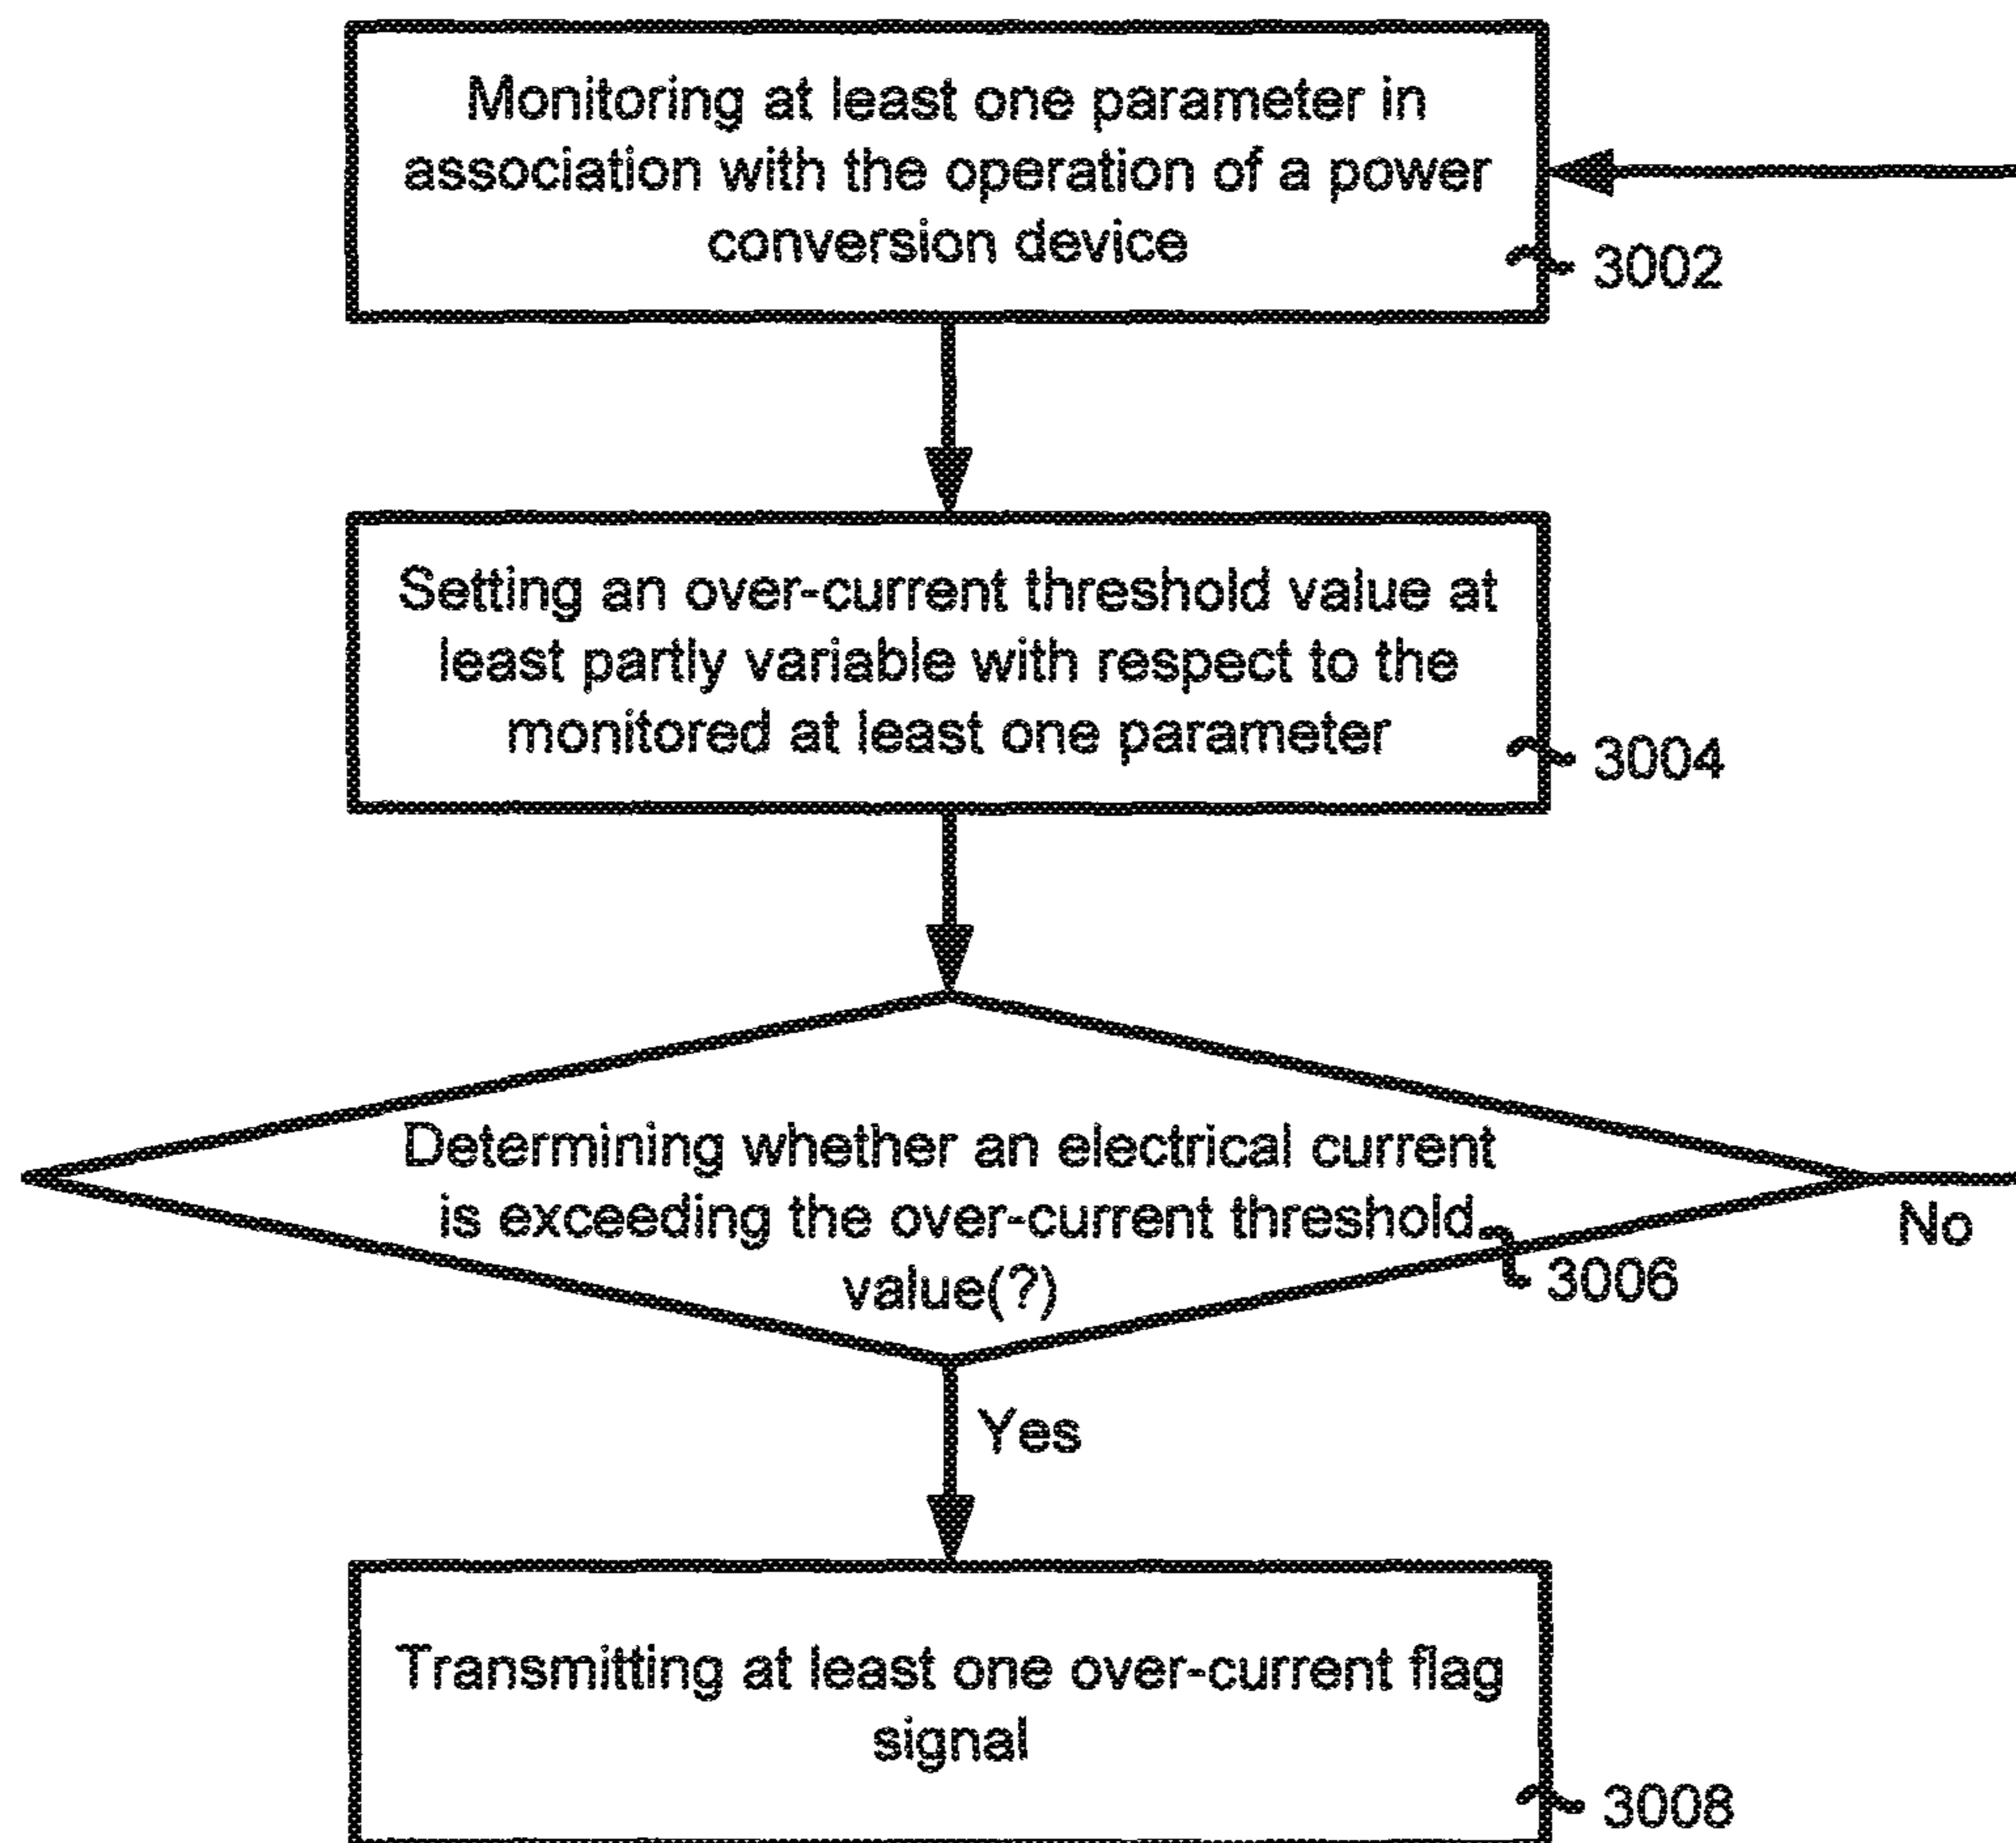 Monitoring at least one parameter in
association with the operation of a power
conversion device
3002
Setting an over-current threshold value at
least partly variable with respect to the
monitored at least one parameter
3004
Determining whether an electrical current
is exceeding the over-current threshold
value(?)
3006
No
Yes
Transmitting at least one over-current flag
signal
3008